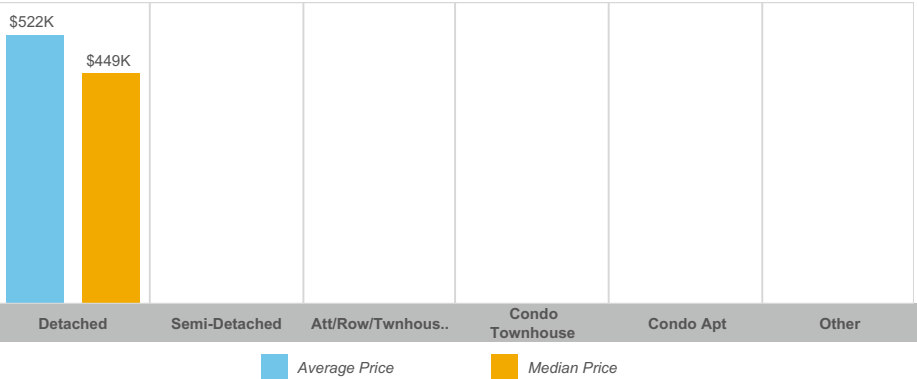 $522K
$449K
Detached
Semi-Detached
Att/Row/Twnhous..
Condo
Townhouse
Condo Apt
Other
Average Price
Median Price